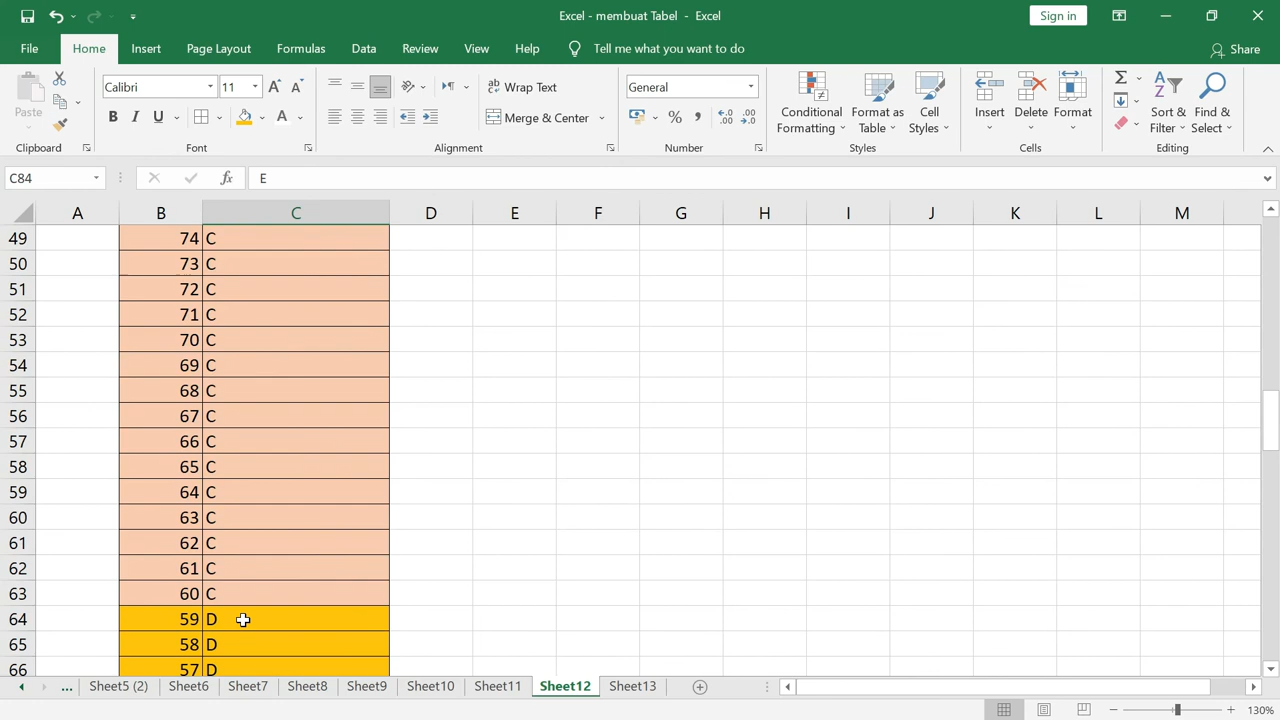 Excel - membuat Tabel - Excel
Sign in
File Home Insert Page Layout Formulas Data Review View Help Tell me what you want to do Share
Paste
Calibri 11 A A
B I U A
Wrap Text
Merge & Center
General
%
Conditional Formatting
Format as Table
Cell Styles
Insert
Delete
Format
Sort & Filter
Find & Select
Clipboard Font Alignment Number Styles Cells Editing
C84 fx E
A B C D E F G H I J K L M
49 74 C
50 73 C
51 72 C
52 71 C
53 70 C
54 69 C
55 68 C
56 67 C
57 66 C
58 65 C
59 64 C
60 63 C
61 62 C
62 61 C
63 60 C
64 59 D
65 58 D
66 57 D
... Sheet5 (2) Sheet6 Sheet7 Sheet8 Sheet9 Sheet10 Sheet11 Sheet12 Sheet13
130%